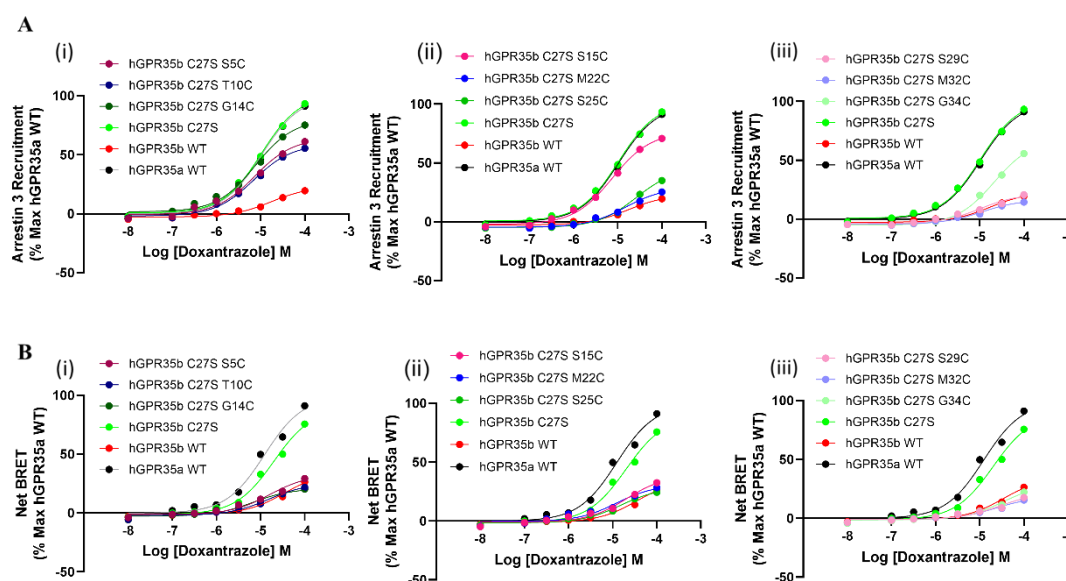 A
(i)
hGPR35b C27S S5C
hGPR35b C27S T10C
hGPR35b C27S G14C
hGPR35b C27S
hGPR35b WT
hGPR35a WT
Arrestin 3 Recruitment
(% Max hGPR35a WT)
100
50
0
-50
-8 -7 -6 -5 -4 -3
Log [Doxantrazole] M
(ii)
hGPR35b C27S S15C
hGPR35b C27S M22C
hGPR35b C27S S25C
hGPR35b C27S
hGPR35b WT
hGPR35a WT
Arrestin 3 Recruitment
(% Max hGPR35a WT)
100
50
0
-50
-8 -7 -6 -5 -4 -3
Log [Doxantrazole] M
(iii)
hGPR35b C27S S29C
hGPR35b C27S M32C
hGPR35b C27S G34C
hGPR35b C27S
hGPR35b WT
hGPR35a WT
Arrestin 3 Recruitment
(% Max hGPR35a WT)
100
50
0
-50
-8 -7 -6 -5 -4 -3
Log [Doxantrazole] M
B
(i)
hGPR35b C27S S5C
hGPR35b C27S T10C
hGPR35b C27S G14C
hGPR35b C27S
hGPR35b WT
hGPR35a WT
Net BRET
(% Max hGPR35a WT)
100
50
0
-50
-8 -7 -6 -5 -4 -3
Log [Doxantrazole] M
(ii)
hGPR35b C27S S15C
hGPR35b C27S M22C
hGPR35b C27S S25C
hGPR35b C27S
hGPR35b WT
hGPR35a WT
Net BRET
(% Max hGPR35a WT)
100
50
0
-50
-8 -7 -6 -5 -4 -3
Log [Doxantrazole] M
(iii)
hGPR35b C27S S29C
hGPR35b C27S M32C
hGPR35b C27S G34C
hGPR35b C27S
hGPR35b WT
hGPR35a WT
Net BRET
(% Max hGPR35a WT)
100
50
0
-50
-8 -7 -6 -5 -4 -3
Log [Doxantrazole] M